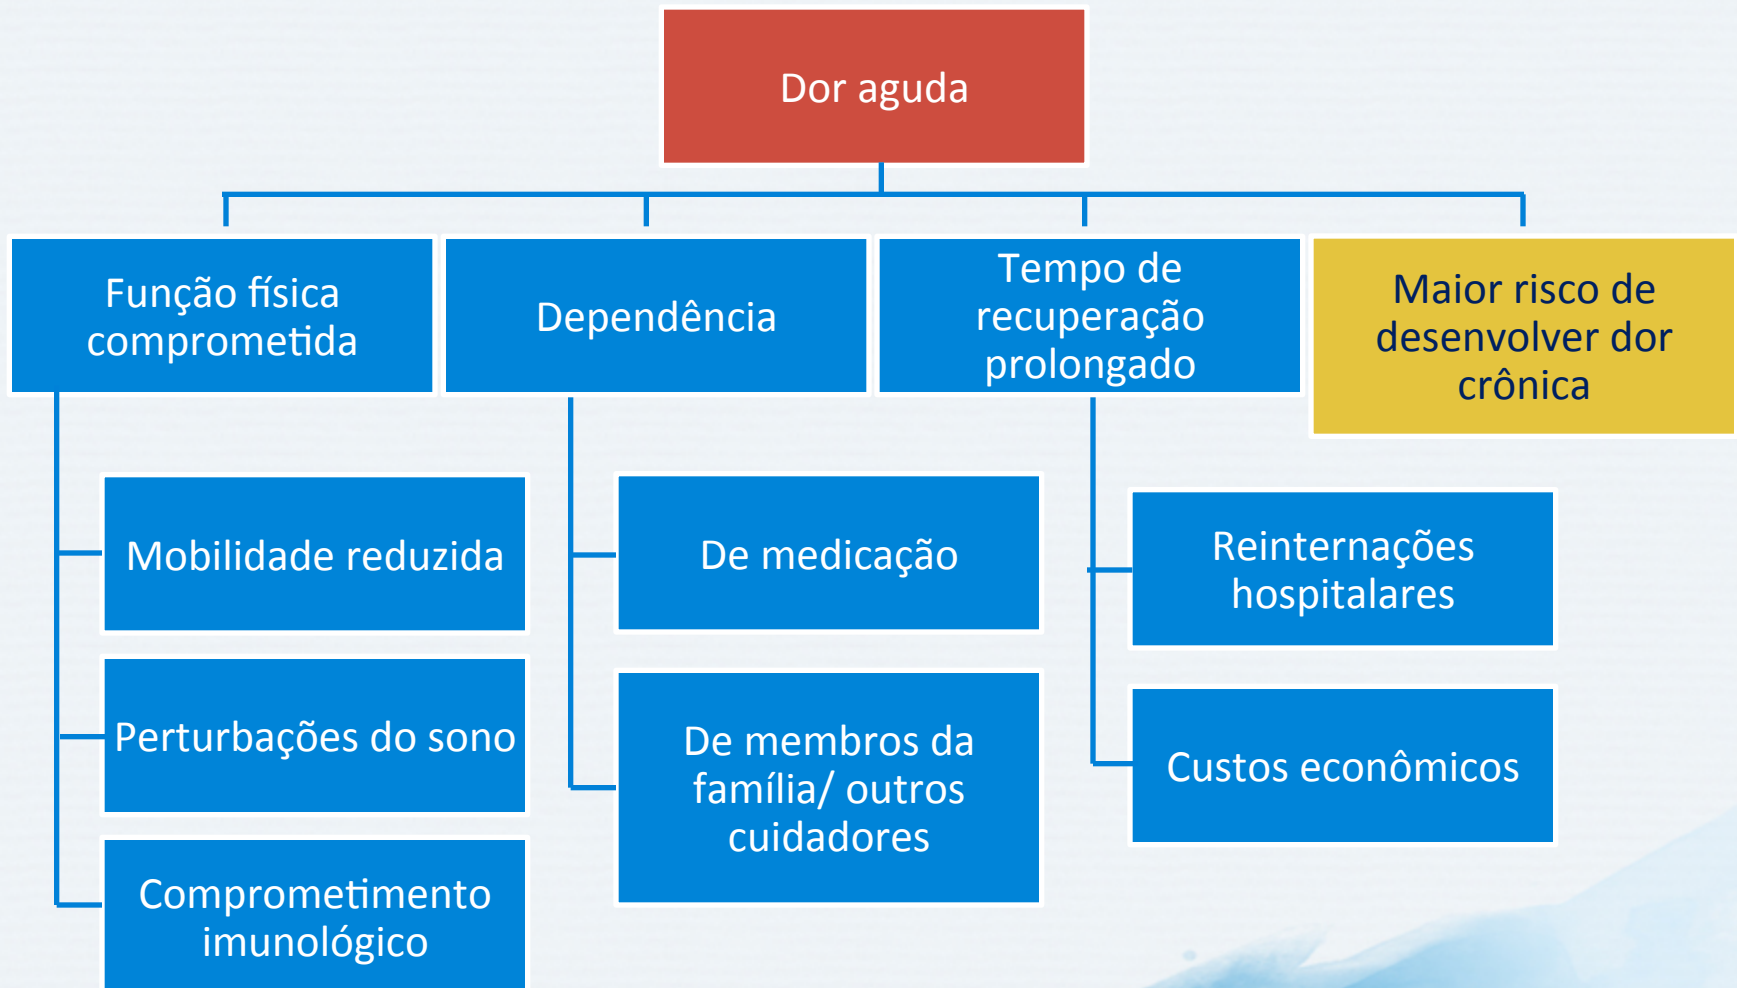 Dor aguda
Função física
comprometida
Dependência
Tempo de
recuperação
prolongado
Maior risco de
desenvolver dor
crônica
Mobilidade reduzida
Perturbações do sono
Comprometimento
imunológico
De medicação
De membros da
família/ outros
cuidadores
Reinternações
hospitalares
Custos econômicos